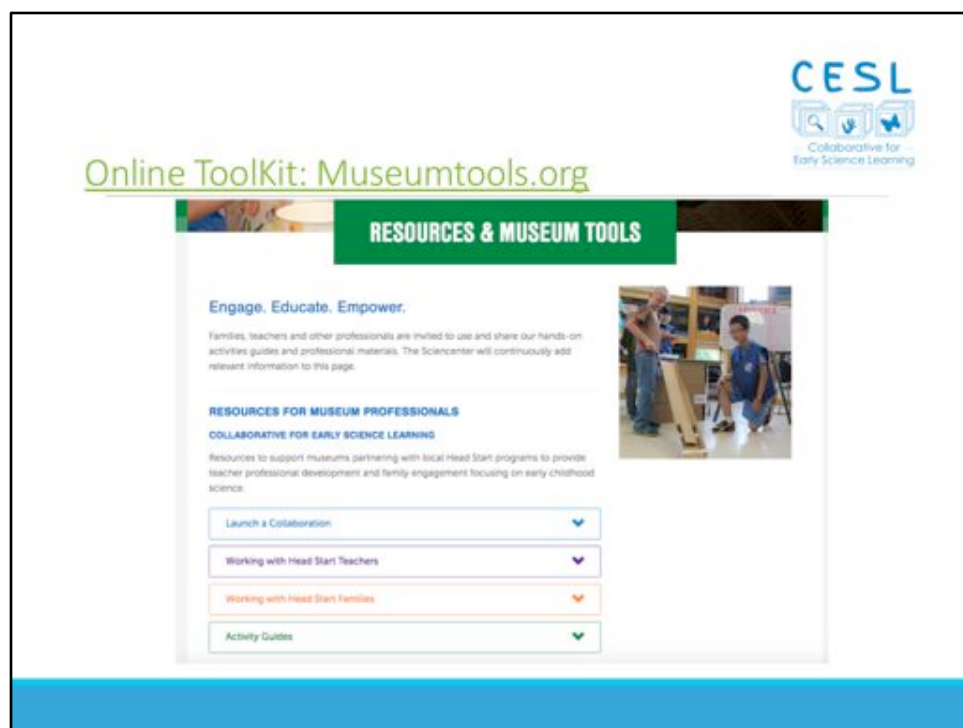 CESL
Collaborative for
Early Science Learning
Online ToolKit: Museumtools.org
RESOURCES & MUSEUM TOOLS
Engage. Educate. Empower.
Families, teachers and other professionals are invited to use and share our hands-on
activities guides and professional materials. The Sciencenter will continuously add
relevant information to this page.
RESOURCES FOR MUSEUM PROFESSIONALS
COLLABORATIVE FOR EARLY SCIENCE LEARNING
Resources to support museums partnering with local Head Start programs to provide
teacher professional development and family engagement focusing on early childhood
science.
Launch a Collaboration
Working with Head Start Teachers
Working with Head Start Families
Activity Guides